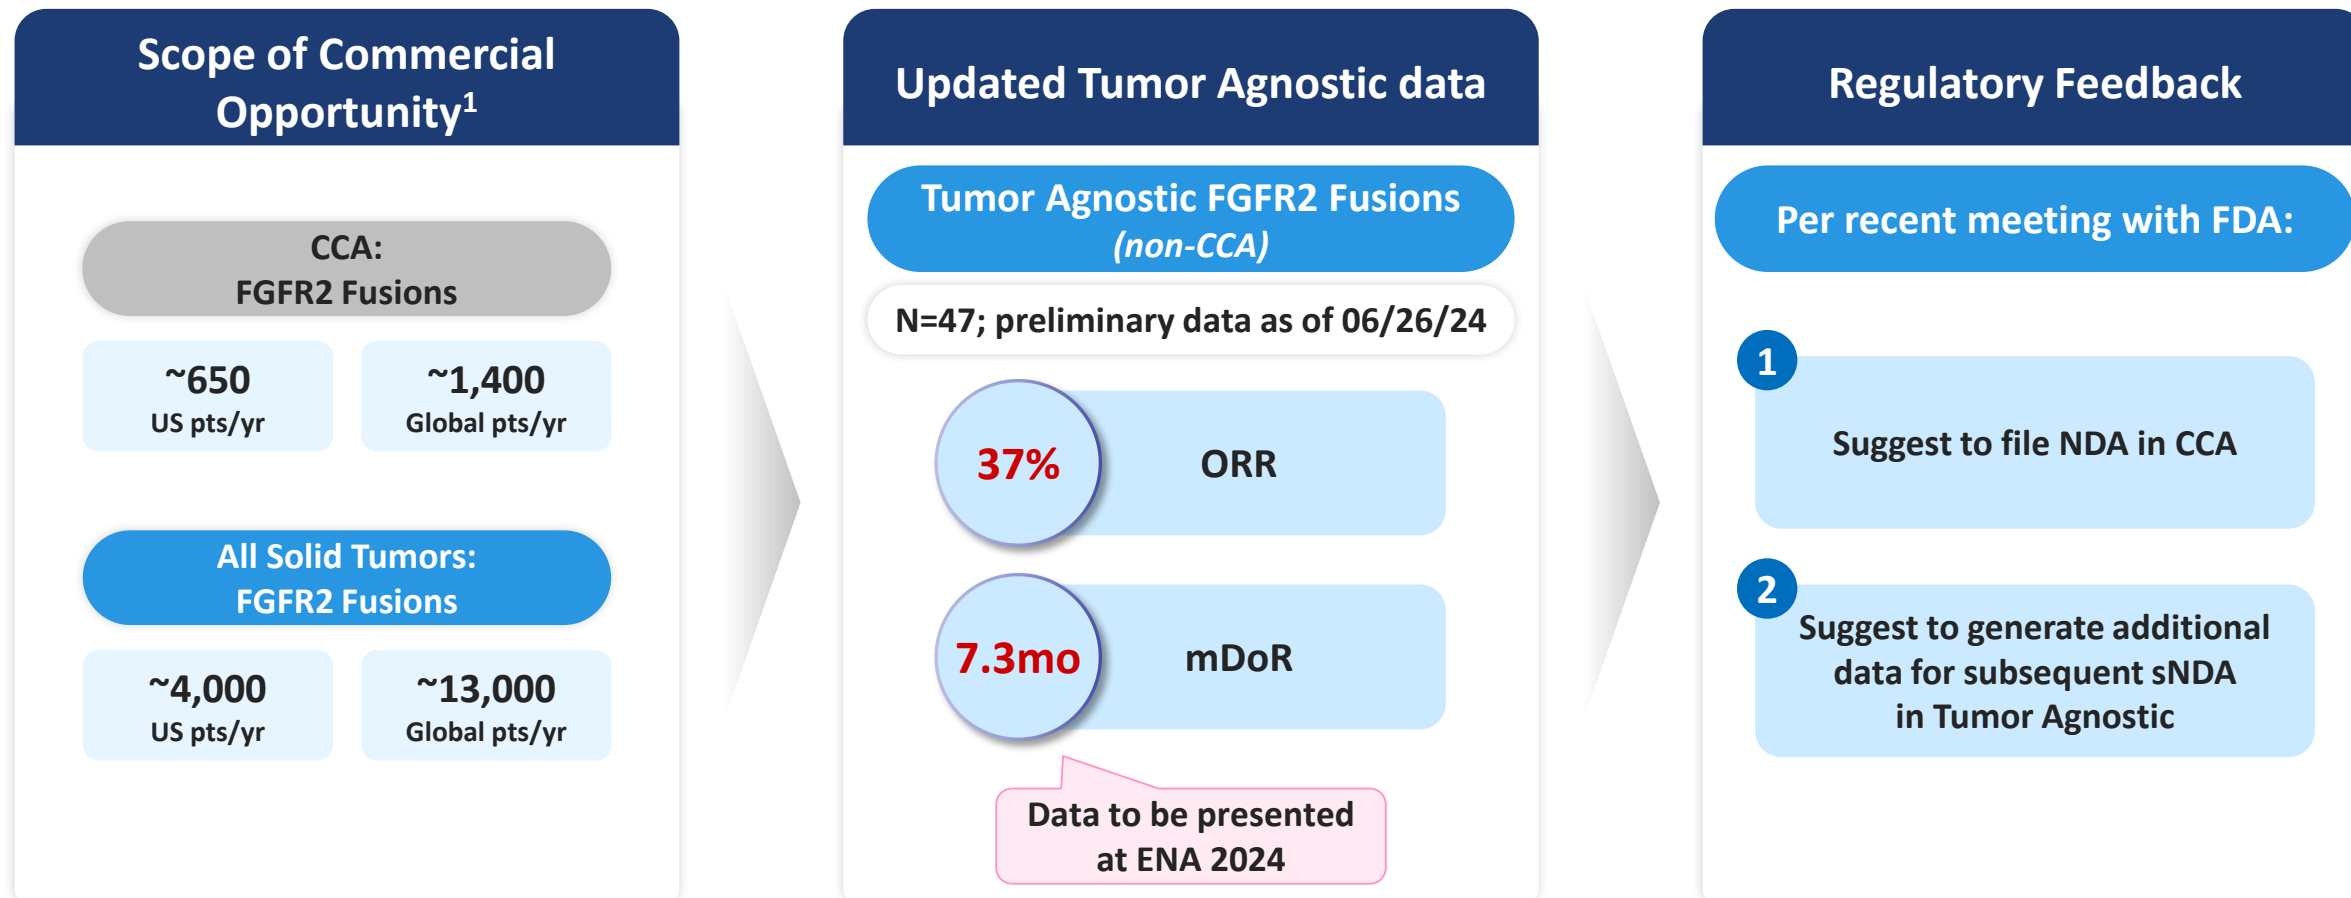 Scope of Commercial
Opportunity1
CCA:
FGFR2 Fusions
~650
US pts/yr
~1,400
Global pts/yr
All Solid Tumors:
FGFR2 Fusions
~4,000
US pts/yr
~13,000
Global pts/yr
Updated Tumor Agnostic data
Tumor Agnostic FGFR2 Fusions
(non-CCA)
N=47; preliminary data as of 06/26/24
37%
ORR
7.3mo
mDoR
Data to be presented
at ENA 2024
Regulatory Feedback
Per recent meeting with FDA:
1
Suggest to file NDA in CCA
2
Suggest to generate additional
data for subsequent sNDA
in Tumor Agnostic